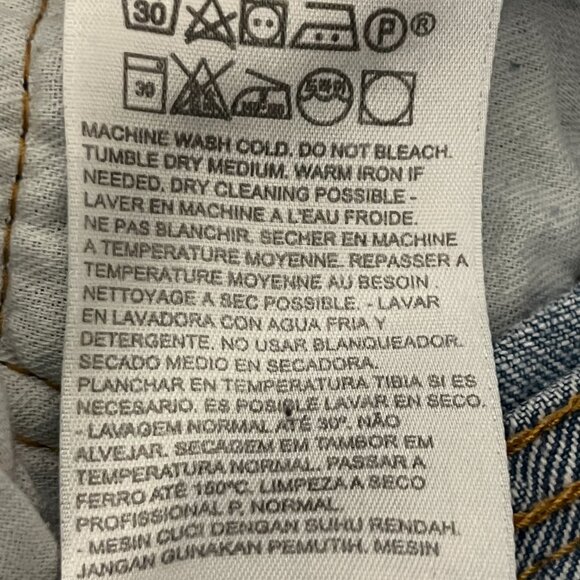 30 P®
30
MACHINE WASH COLD. DO NOT BLEACH.
TUMBLE DRY MEDIUM. WARM IRON IF
NEEDED, DRY CLEANING POSSIBLE -
LAVER EN MACHINE A L'EAU FROIDE.
NE PAS BLANCHIR. SECHER EN MACHINE
A TEMPERATURE MOYENNE. REPASSER A
TEMPERATURE MOYENNE AU BESOIN.
NETTOYAGE A SEC POSSIBLE. - LAVAR
EN LAVADORA CON AGUA FRIA Y
DETERGENTE. NO USAR BLANQUEADOR.
SECADO MEDIO EN SECADORA.
PLANCHAR EN TEMPERATURA TIBIA SI ES
NECESARIO. ES POSIBLE LAVAR EN SECO.
- LAVAGEM NORMAL ATÉ 30º. NÃO
ALVEJAR. SECAGEM EM TAMBOR EM
TEMPERATURA NORMAL. PASSAR A
FERRO ATÉ 150ºC. LIMPEZA A SECO
PROFISSIONAL P, NORMAL.
- MESIN CUCI DENGAN SUHU RENDAH.
JANGAN GUNAKAN PEMUTIH. MESIN